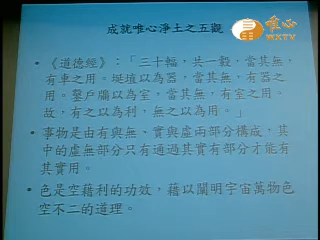 成就唯心淨土之五觀
唯心
WXTV
• 《道德經》：「三十輻，共一轂，當其無，
有車之用。埏埴以為器，當其無，有器之
用。鑿戶牖以為室，當其無，有室之用。
故，有之以為利，無之以為用。」
• 事物是由有與無、實與虛兩部分構成，其
中的虛無部分只有通過其實有部分才能有
其實用。
• 色是空藉利的功效，藉以闡明宇宙萬物色
空不二的道理。